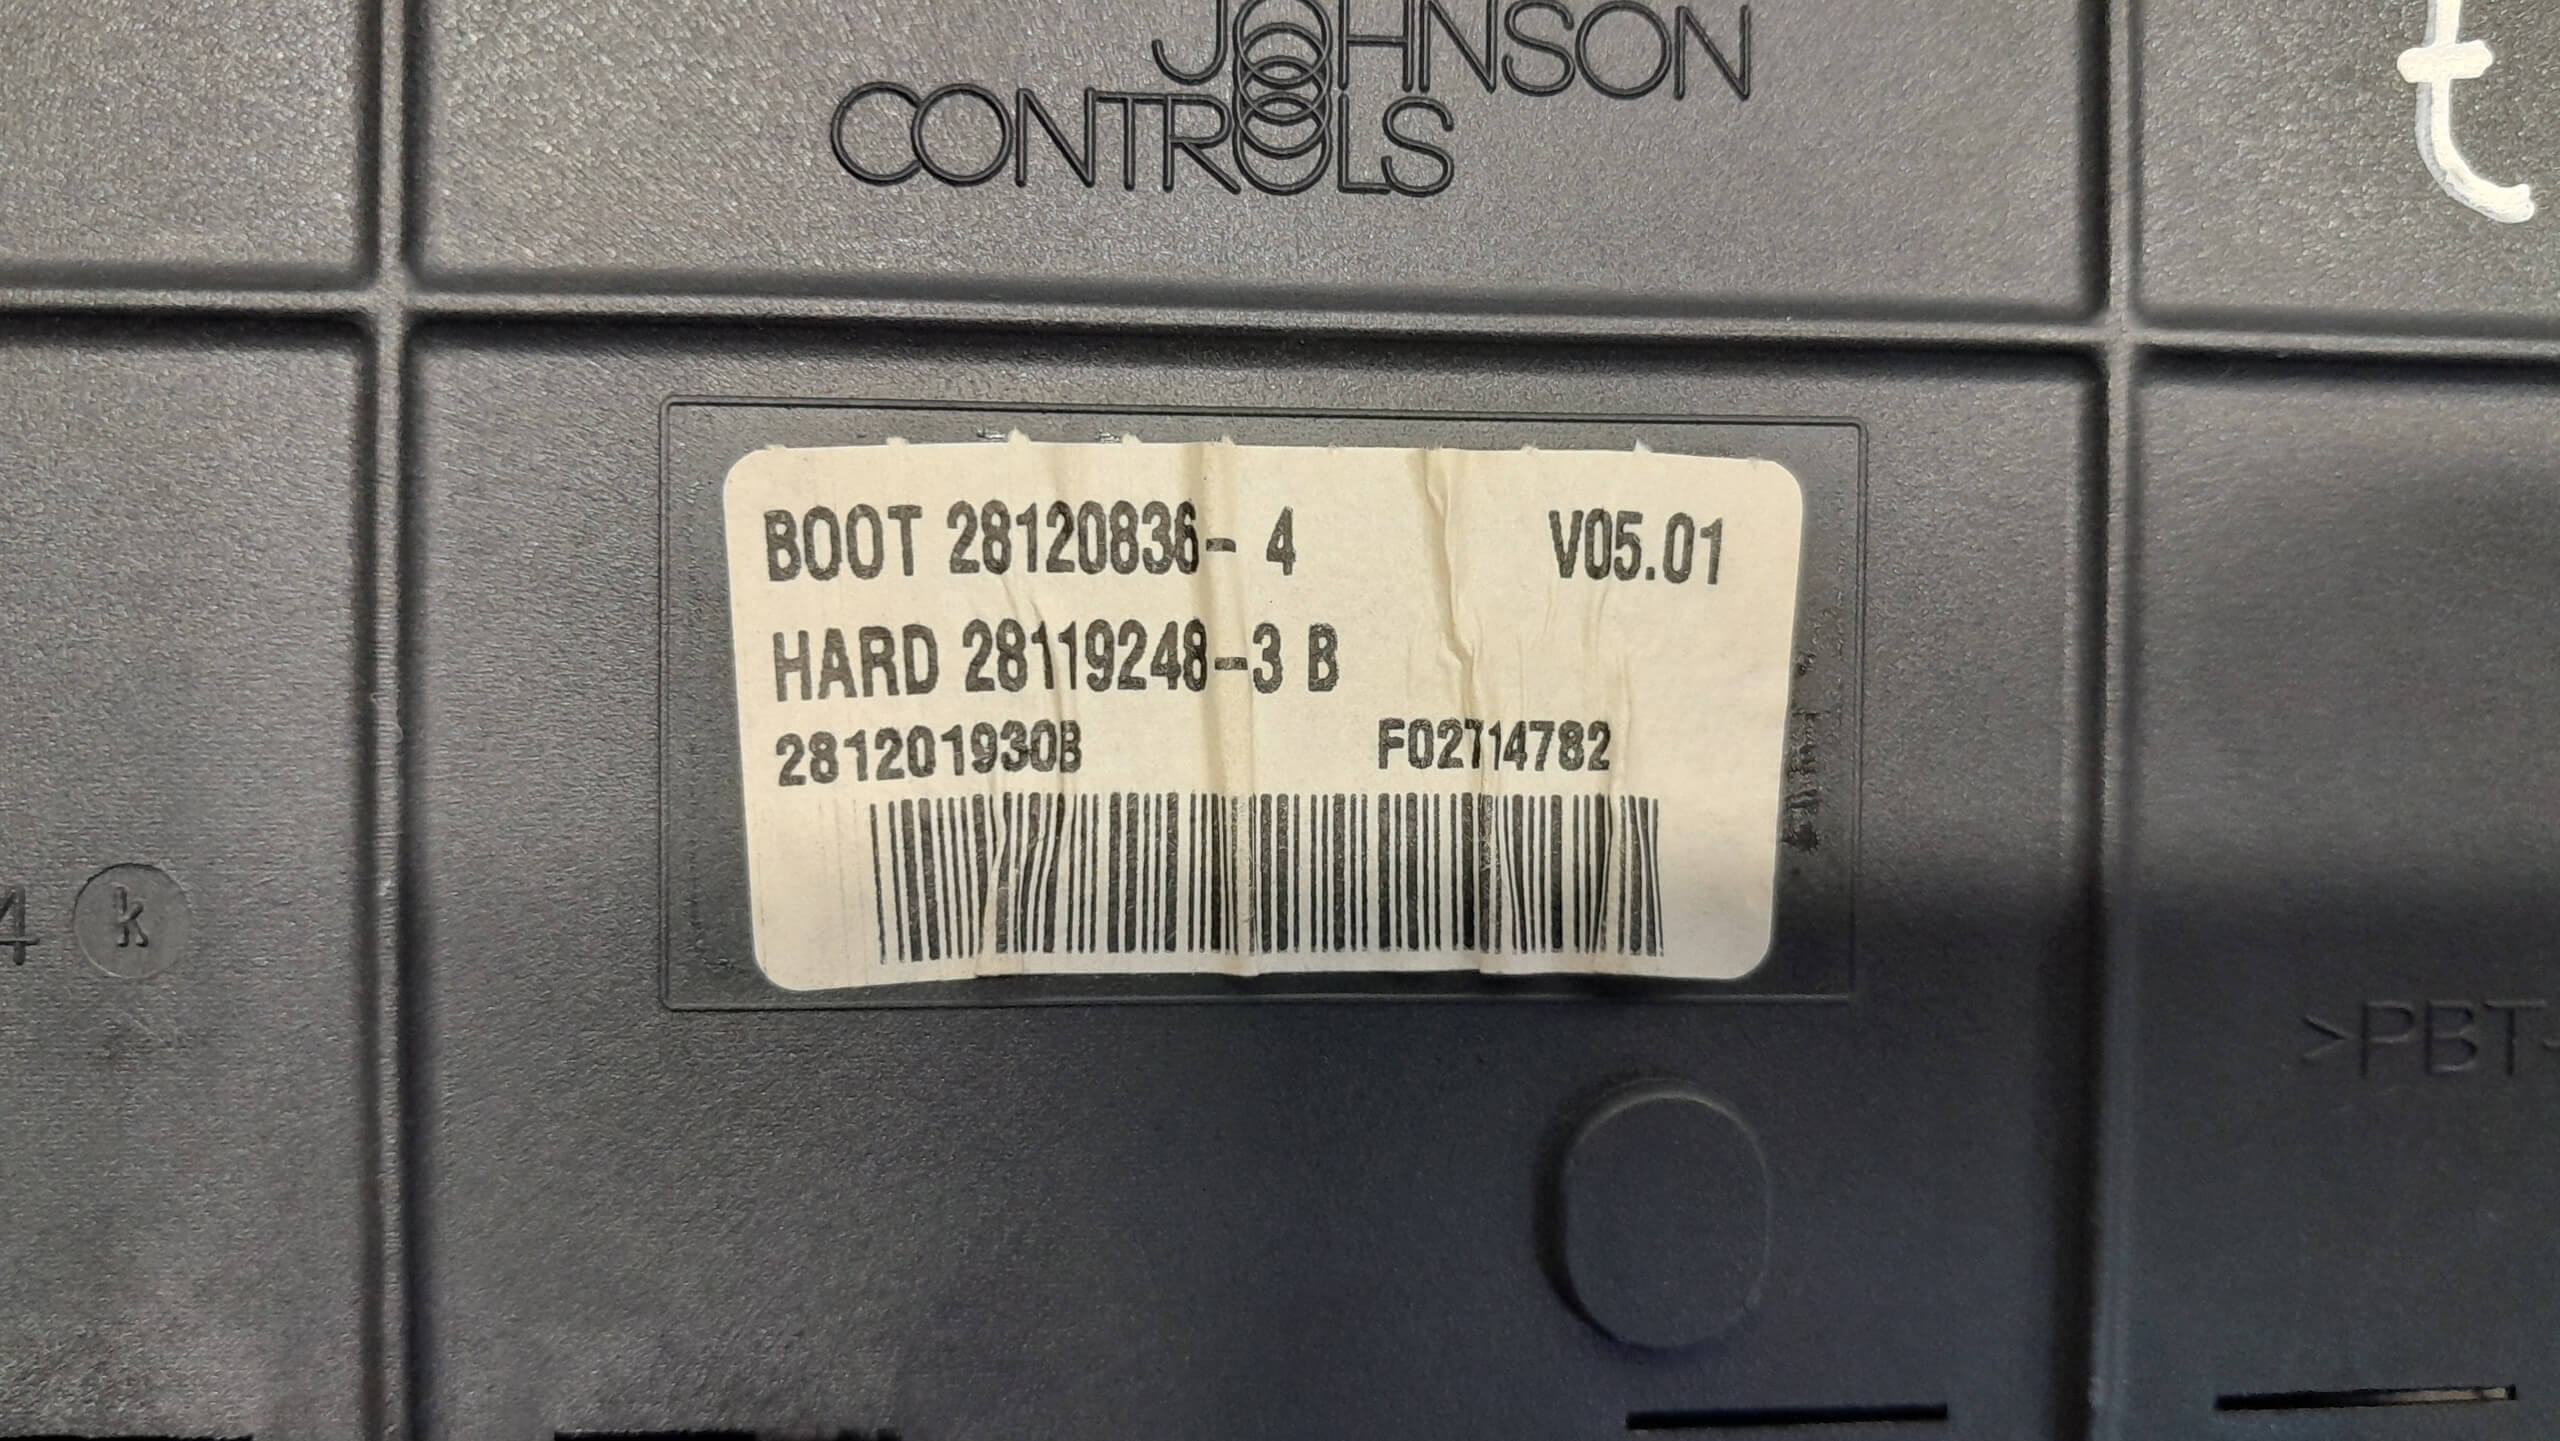 JOHNSON
CONTROLS
t
BOOT 28120836- 4 V05.01
HARD 28119248-3 B
281201930B F02714782
4 k
>PBT-